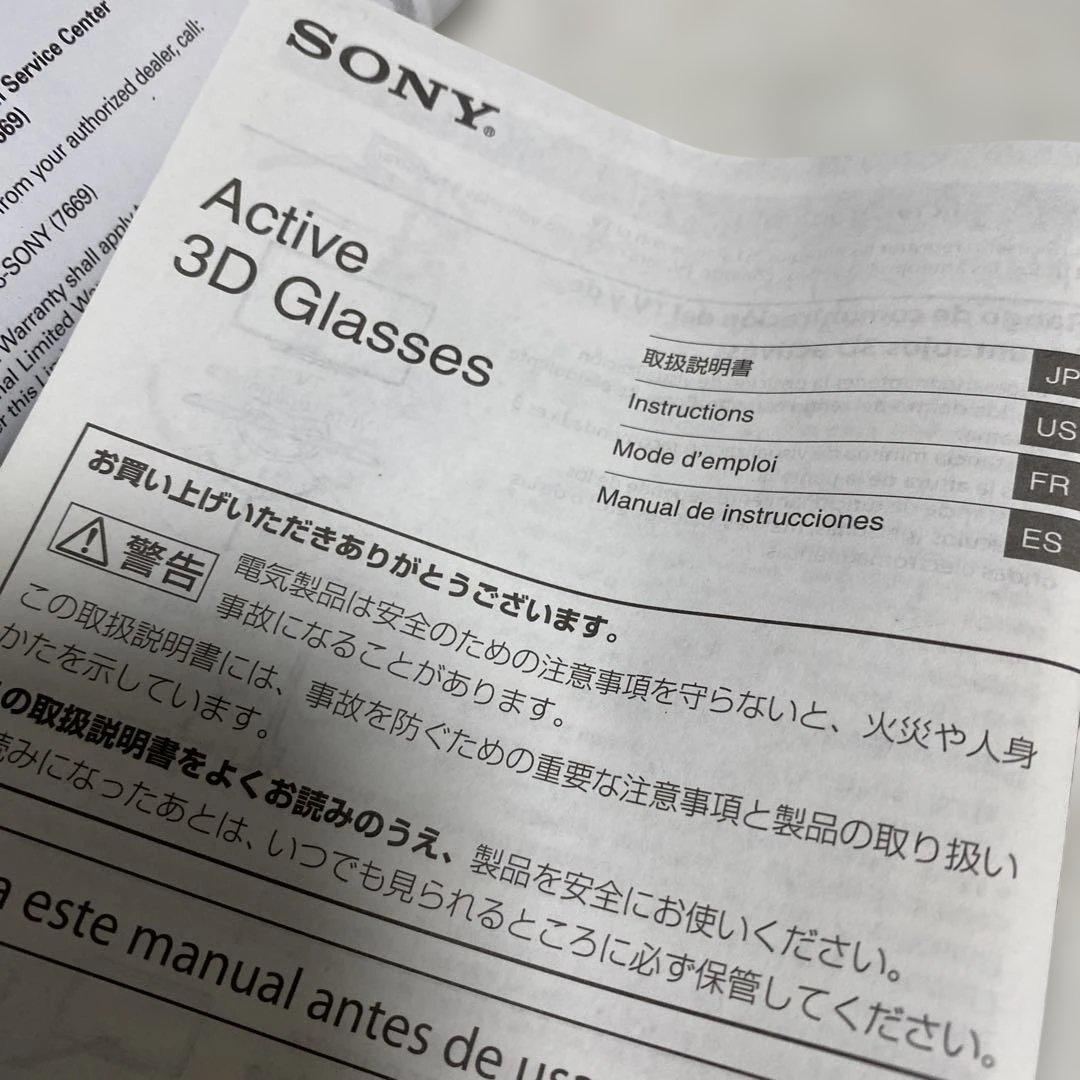 Service Center
669)
from your authorized dealer, call:
-SONY (7669)
Warranty shall apply
Limited
er this
SONY®
Active
3D Glasses
取扱説明書 JP
Instructions US
Mode d'emploi FR
Manual de instrucciones ES
お買い上げいただきありがとうございます。
警告
電気製品は安全のための注意事項を守らないと、火災や人身
事故になることがあります。
この取扱説明書には、事故を防ぐための重要な注意事項と製品の取り扱い
かたを示しています。
の取扱説明書をよくお読みのうえ、製品を安全にお使いください。
読みになったあとは、いつでも見られるところに必ず保管してください。
a este manual antes de